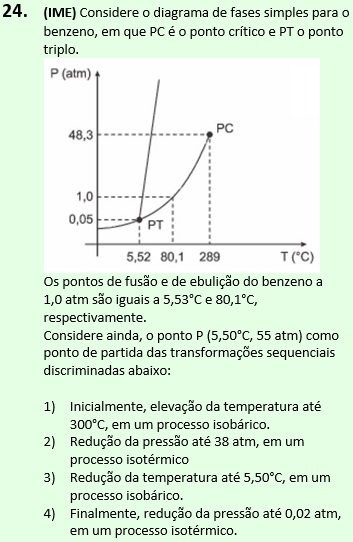 24. (IME) Considere o diagrama de fases simples para o
benzeno, em que PC é o ponto crítico e PT o ponto
triplo.
P (atm)
48,3
PC
1,0
0,05
PT
5,52 80,1 289 T (°C)
Os pontos de fusão e de ebulição do benzeno a
1,0 atm são iguais a 5,53°C e 80,1°C,
respectivamente.
Considere ainda, o ponto P (5,50°C, 55 atm) como
ponto de partida das transformações sequenciais
discriminadas abaixo:
1) Inicialmente, elevação da temperatura até
300°C, em um processo isobárico.
2) Redução da pressão até 38 atm, em um
processo isotérmico
3) Redução da temperatura até 5,50°C, em um
processo isobárico.
4) Finalmente, redução da pressão até 0,02 atm,
em um processo isotérmico.